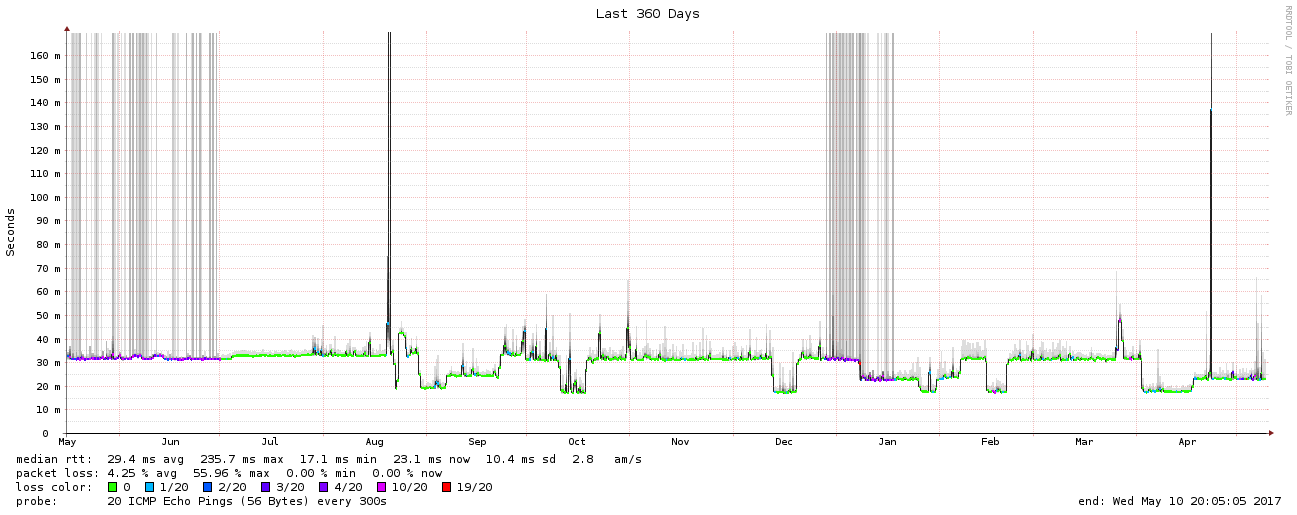 Last 360 Days
RRDTOOL / TOBI OETIKER
Seconds
160 m
150 m
140 m
130 m
120 m
110 m
100 m
90 m
80 m
70 m
60 m
50 m
40 m
30 m
20 m
10 m
0
May Jun Jul Aug Sep Oct Nov Dec Jan Feb Mar Apr
median rtt: 29.4 ms avg 235.7 ms max 17.1 ms min 23.1 ms now 10.4 ms sd 2.8 am/s
packet loss: 4.25 % avg 55.96 % max 0.00 % min 0.00 % now
loss color: 0 1/20 2/20 3/20 4/20 10/20 19/20
probe: 20 ICMP Echo Pings (56 Bytes) every 300s end: Wed May 10 20:05:05 2017